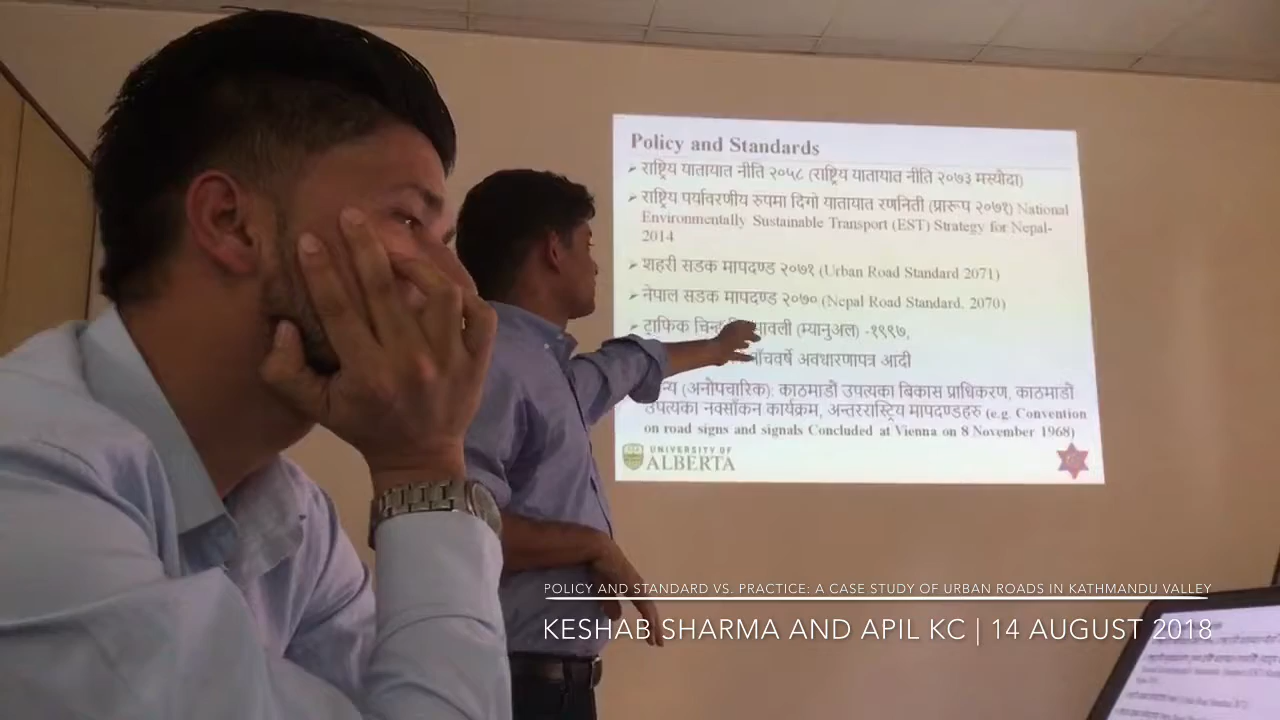 Policy and Standards
राष्ट्रिय यातायात नीति २०५८ (राष्ट्रिय यातायात नीति २०७३ मस्यौदा)
राष्ट्रिय पर्यावरणीय रुपमा दिगो यातायात रणनिती (प्रारूप २०७१) National
Environmentally Sustainable Transport (EST) Strategy for Nepal-
2014
शहरी सडक मापदण्ड २०७१ (Urban Road Standard 2071)
नेपाल सडक मापदण्ड २०७० (Nepal Road Standard. 2070)
ट्राफिक (म्यानुअल) -१९९७,
अवधारणापत्र आदी
(अनौपचारिक): काठमाडौं उपत्यका बिकास प्राधिकरण, काठमाडौं
उपत्यका नक्साँकन कार्यक्रम, अन्तररास्ट्रिय मापदण्डहरु (e.g. Convention
on road signs and signals Concluded at Vienna on 8 November 1968)
UNIVERSITY OF
ALBERTA
POLICY AND STANDARD VS. PRACTICE: A CASE STUDY OF URBAN ROADS IN KATHMANDU VALLEY
KESHAB SHARMA AND APIL KC | 14 AUGUST 2018